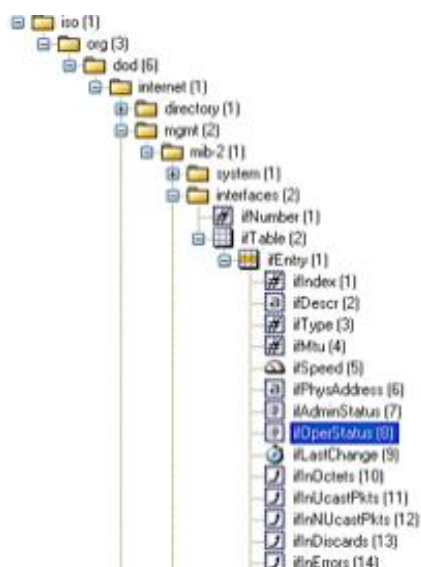 iso (1)
org (3)
dod (6)
internet (1)
directory (1)
mgmt (2)
mib-2 (1)
system (1)
interfaces (2)
ifNumber (1)
ifTable (2)
ifEntry (1)
ifIndex (1)
ifDescr (2)
ifType (3)
ifMtu (4)
ifSpeed (5)
ifPhysAddress (6)
ifAdminStatus (7)
ifOperStatus (8)
ifLastChange (9)
ifInOctets (10)
ifInUcastPkts (11)
ifInNUcastPkts (12)
ifInDiscards (13)
ifInErrors (14)